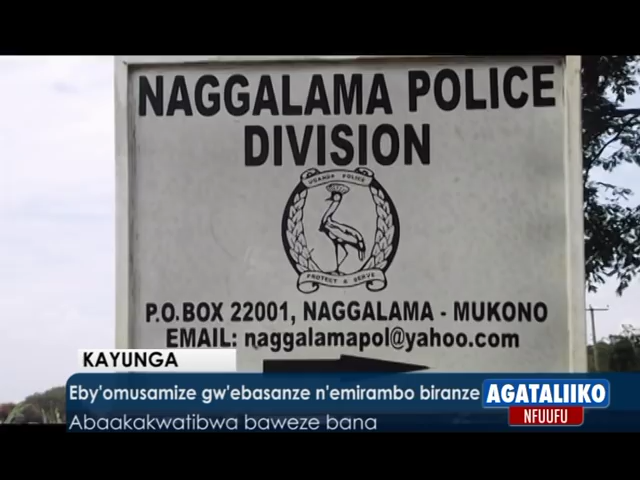 NAGGALAMA POLICE
DIVISION
UGANDA POLICE
PROTECT & SERVE
P.O.BOX 22001, NAGGALAMA - MUKONO
EMAIL: naggalamapol@yahoo.com
KAYUNGA
Eby'omusamize gw'ebasanze n'emirambo biranze
Abaakakwatibwa baweze bana
AGATALIIKO
NFUUFU